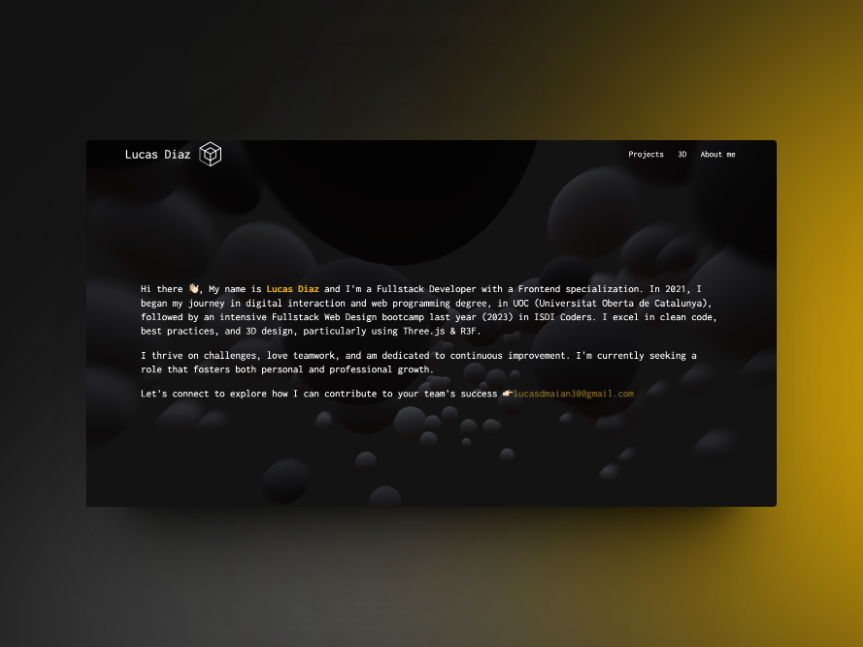 Lucas Diaz
Projects 3D About me
Hi there 👋🏻, My name is Lucas Diaz and I'm a Fullstack Developer with a Frontend specialization. In 2021, I
began my journey in digital interaction and web programming degree, in UOC (Universitat Oberta de Catalunya),
followed by an intensive Fullstack Web Design bootcamp last year (2023) in ISDI Coders. I excel in clean code,
best practices, and 3D design, particularly using Three.js & R3F.
I thrive on challenges, love teamwork, and am dedicated to continuous improvement. I'm currently seeking a
role that fosters both personal and professional growth.
Let's connect to explore how I can contribute to your team's success 👉🏻lucasdmaian30@gmail.com